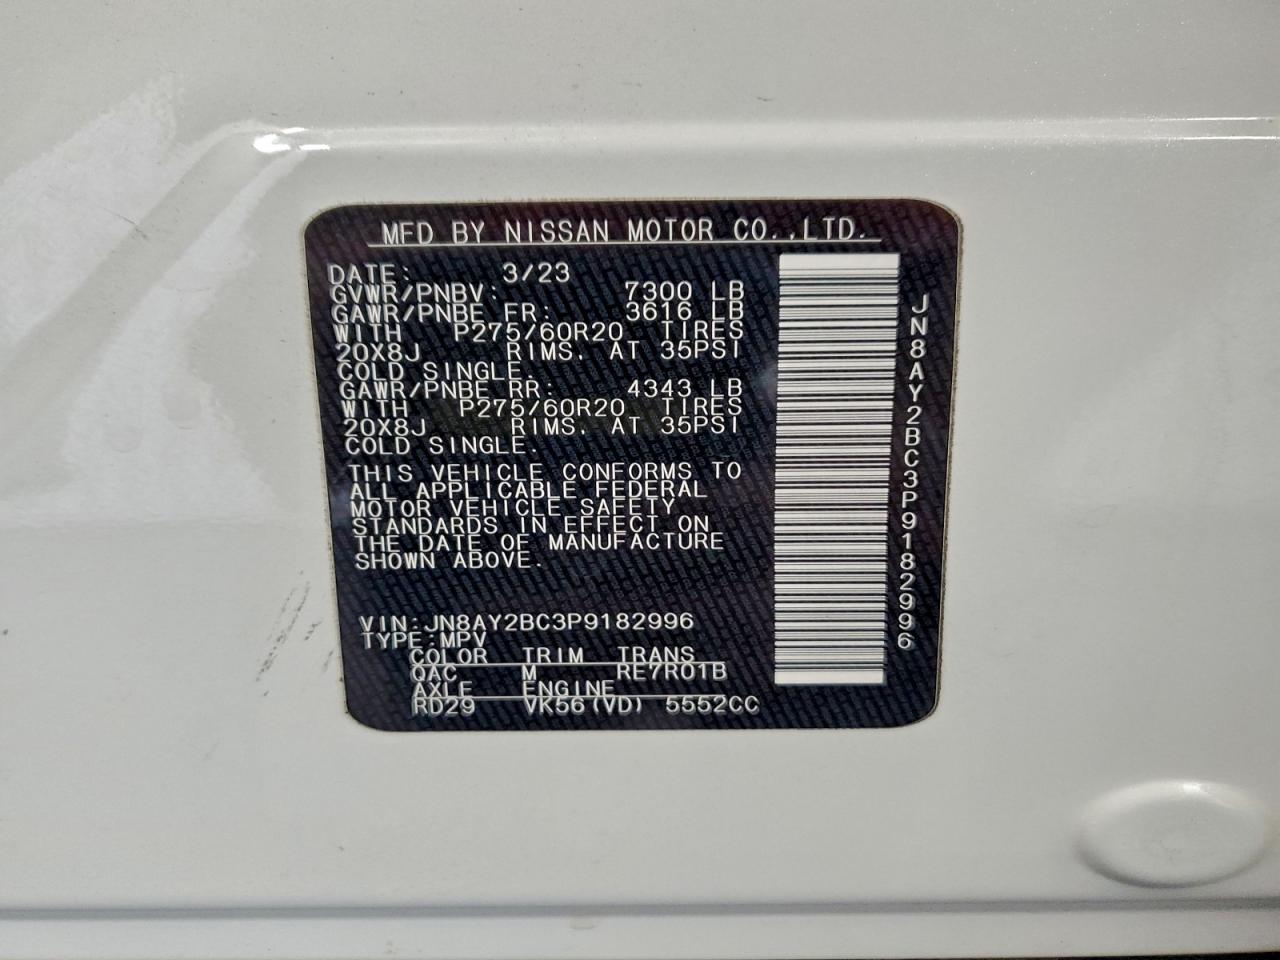 MFD BY NISSAN MOTOR CO.,LTD.
DATE: 3/23
GVWR/PNBV: 7300 LB
GAWR/PNBE FR: 3616 LB
WITH P275/60R20 TIRES
20X8J RIMS, AT 35PSI
COLD SINGLE.
GAWR/PNBE RR: 4343 LB
WITH P275/60R20 TIRES
20X8J RIMS, AT 35PSI
COLD SINGLE.
THIS VEHICLE CONFORMS TO
ALL APPLICABLE FEDERAL
MOTOR VEHICLE SAFETY
STANDARDS IN EFFECT ON
THE DATE OF MANUFACTURE
SHOWN ABOVE.
VIN:JN8AY2BC3P9182996
TYPE:MPV
COLOR TRIM TRANS
QAC M RE7R01B
AXLE ENGINE
RD29 VK56(VD) 5552CC
JN8AY2BC3P9182996